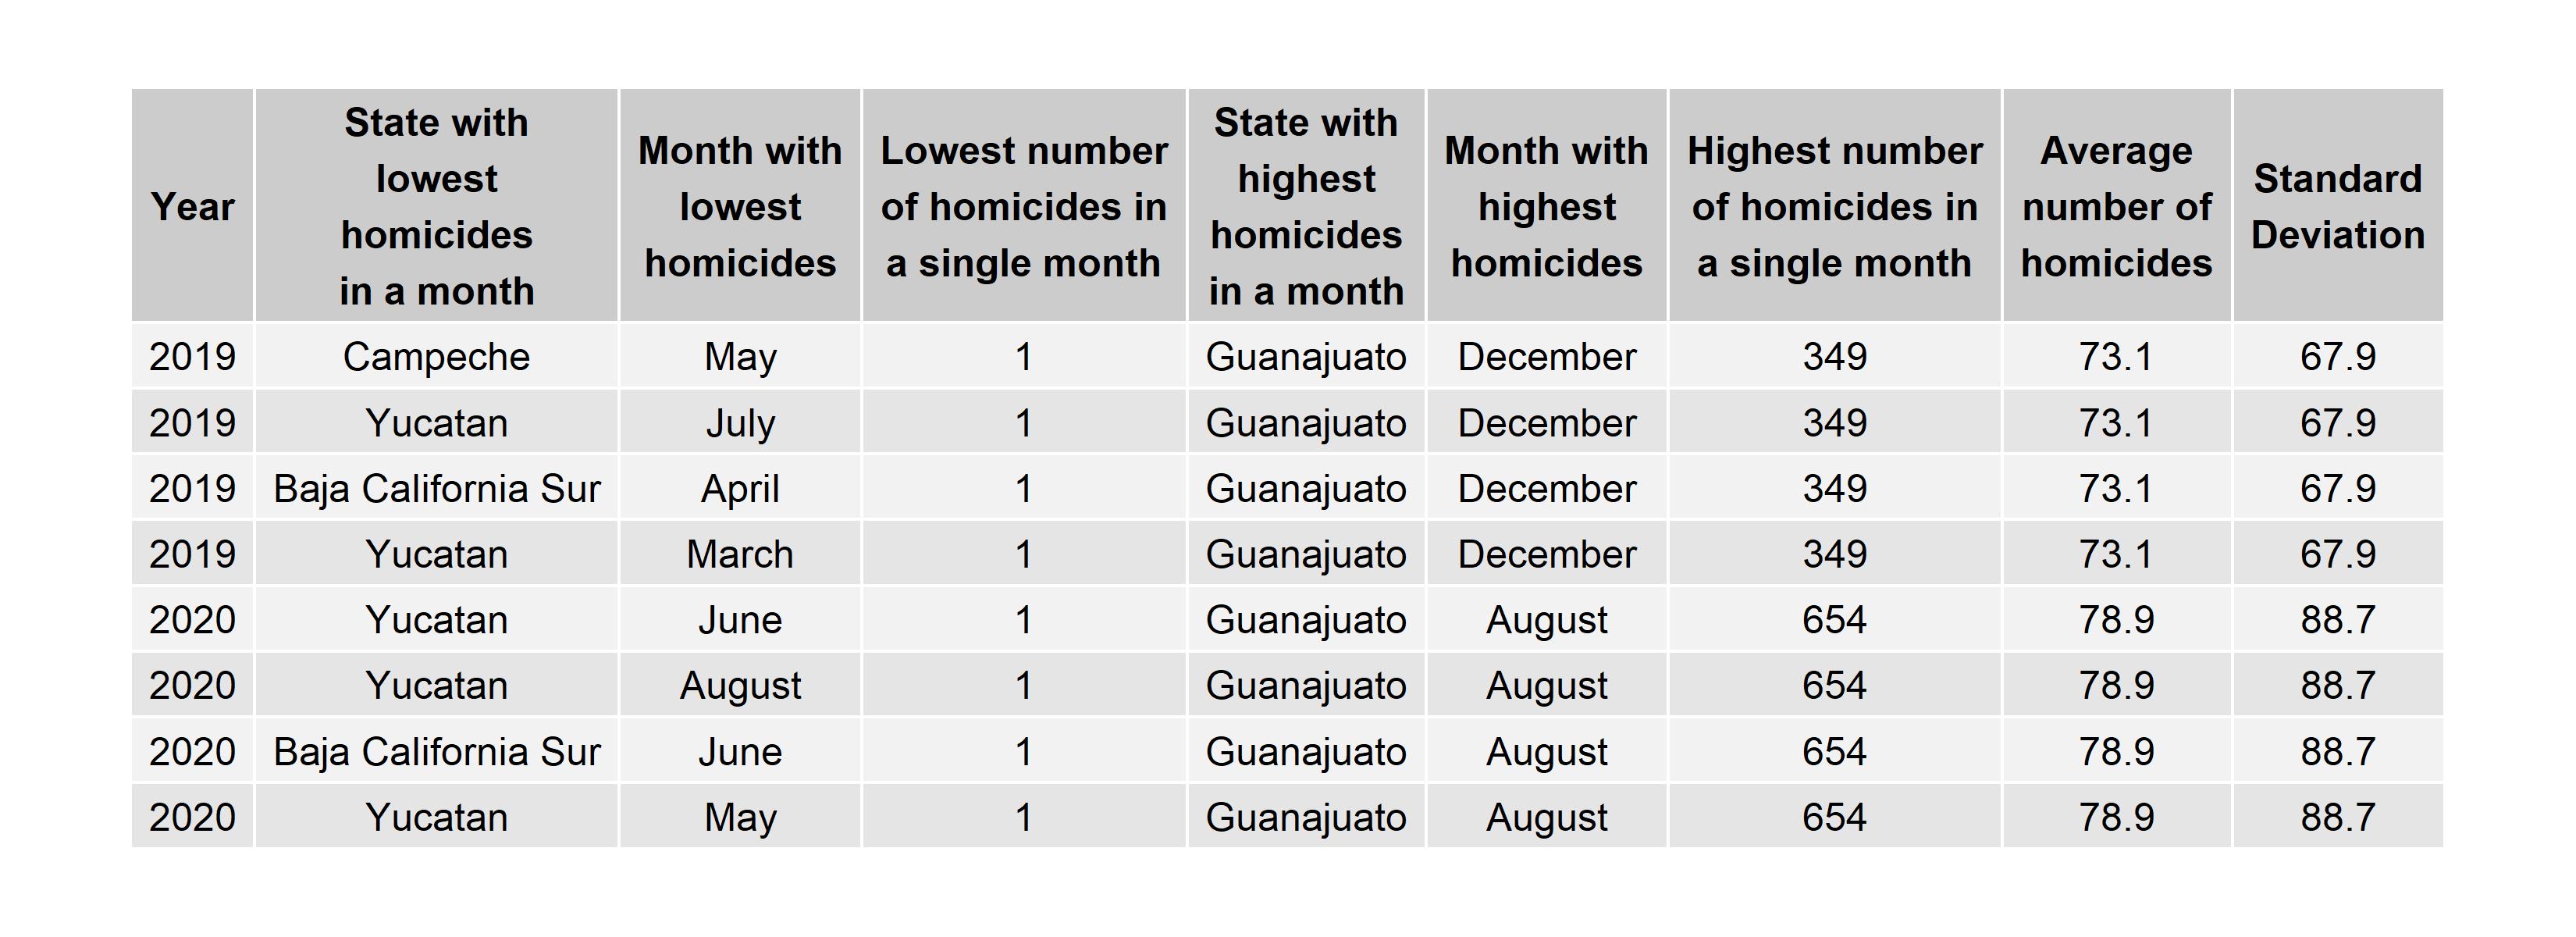 Year State with lowest homicides in a month Month with lowest homicides Lowest number of homicides in a single month State with highest homicides in a month Month with highest homicides Highest number of homicides in a single month Average number of homicides Standard Deviation
2019 Campeche May 1 Guanajuato December 349 73.1 67.9
2019 Yucatan July 1 Guanajuato December 349 73.1 67.9
2019 Baja California Sur April 1 Guanajuato December 349 73.1 67.9
2019 Yucatan March 1 Guanajuato December 349 73.1 67.9
2020 Yucatan June 1 Guanajuato August 654 78.9 88.7
2020 Yucatan August 1 Guanajuato August 654 78.9 88.7
2020 Baja California Sur June 1 Guanajuato August 654 78.9 88.7
2020 Yucatan May 1 Guanajuato August 654 78.9 88.7